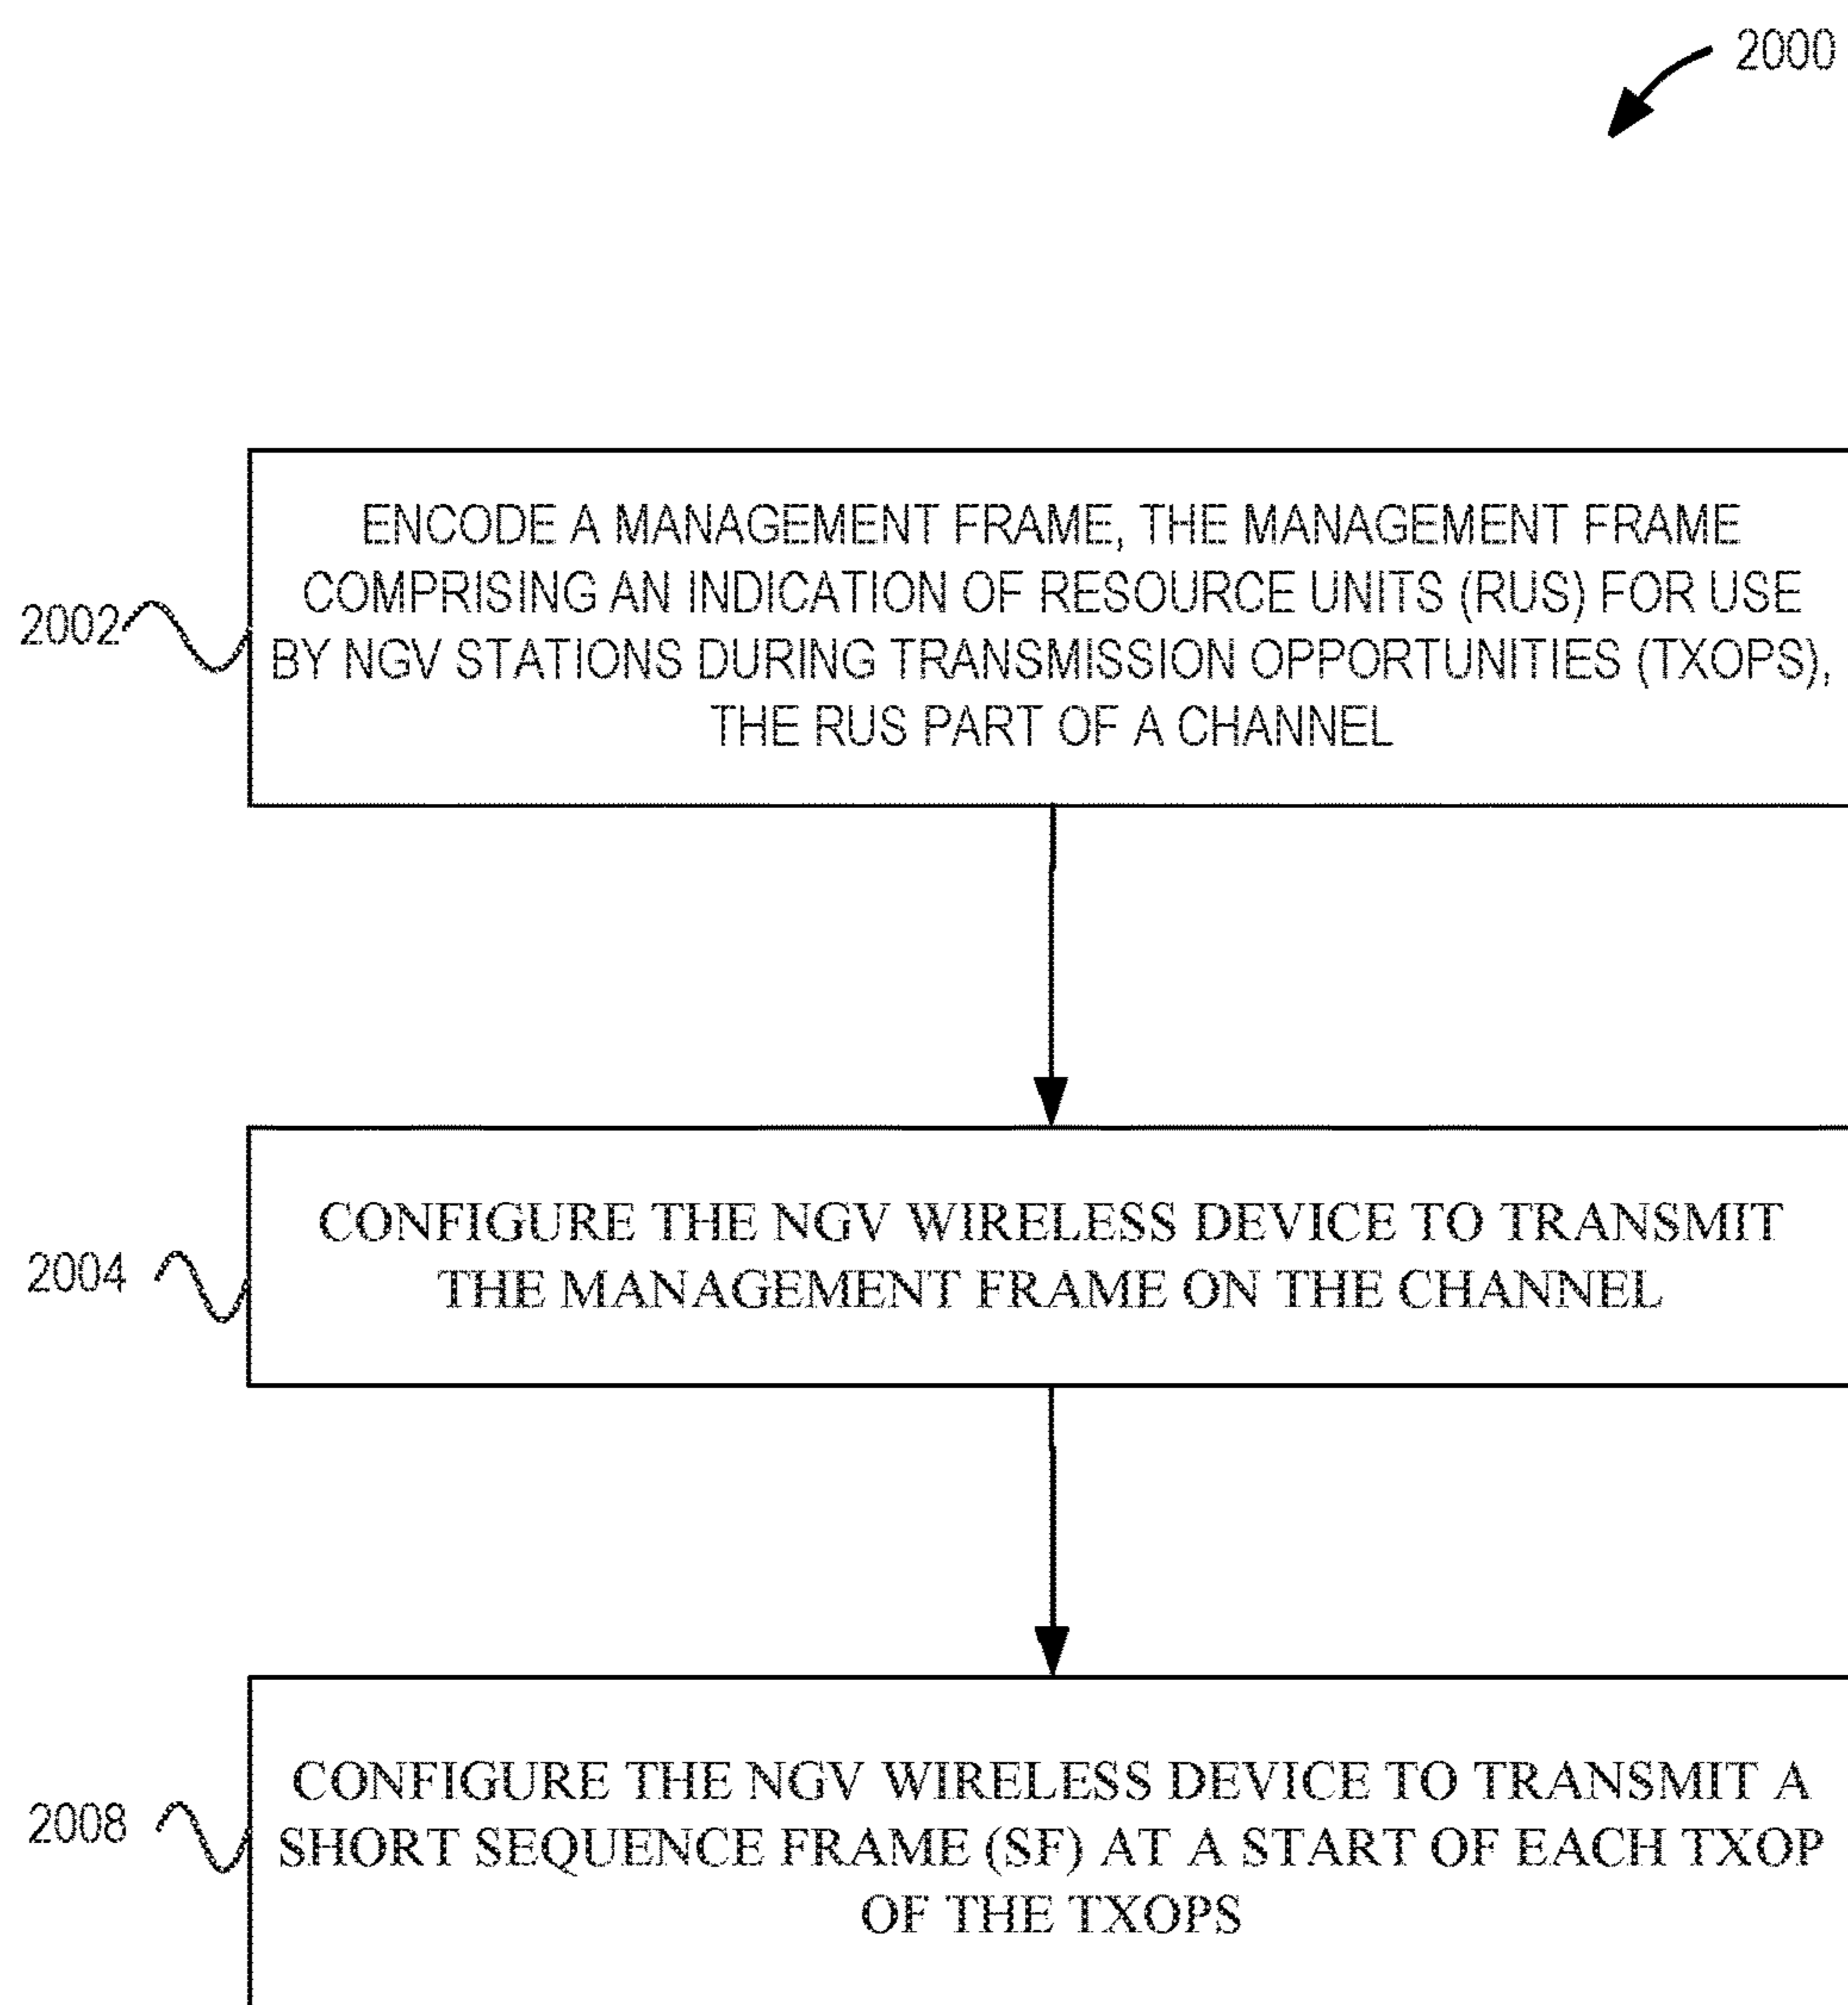 2000
ENCODE A MANAGEMENT FRAME, THE MANAGEMENT FRAME
COMPRISING AN INDICATION OF RESOURCE UNITS (RUS) FOR USE
BY NGV STATIONS DURING TRANSMISSION OPPORTUNITIES (TXOPS),
THE RUS PART OF A CHANNEL
2002
CONFIGURE THE NGV WIRELESS DEVICE TO TRANSMIT
THE MANAGEMENT FRAME ON THE CHANNEL
2004
CONFIGURE THE NGV WIRELESS DEVICE TO TRANSMIT A
SHORT SEQUENCE FRAME (SF) AT A START OF EACH TXOP
OF THE TXOPS
2008